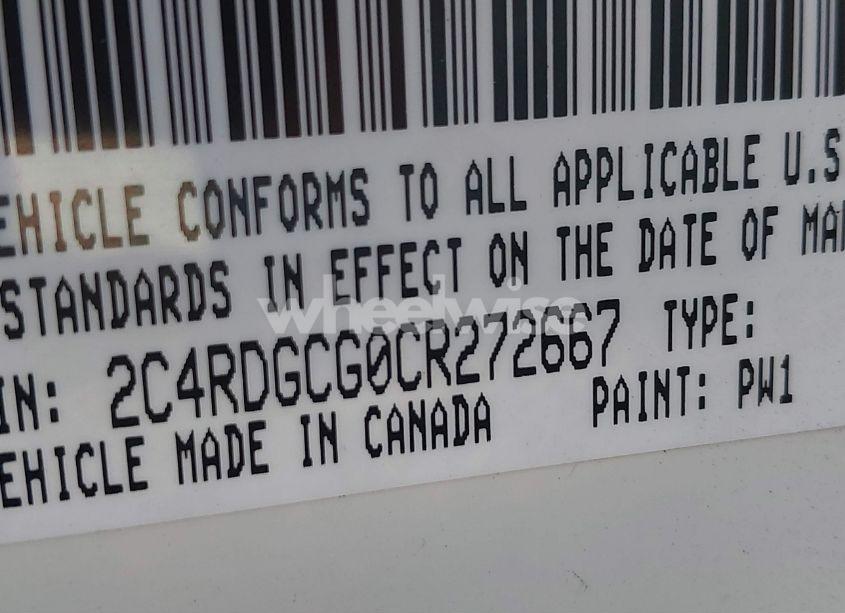 EHICLE CONFORMS TO ALL APPLICABLE U.S
STANDARDS IN EFFECT ON THE DATE OF MA
wheelwise
IN: 2C4RDGCG0CR272667 TYPE:
EHICLE MADE IN CANADA PAINT: PW1